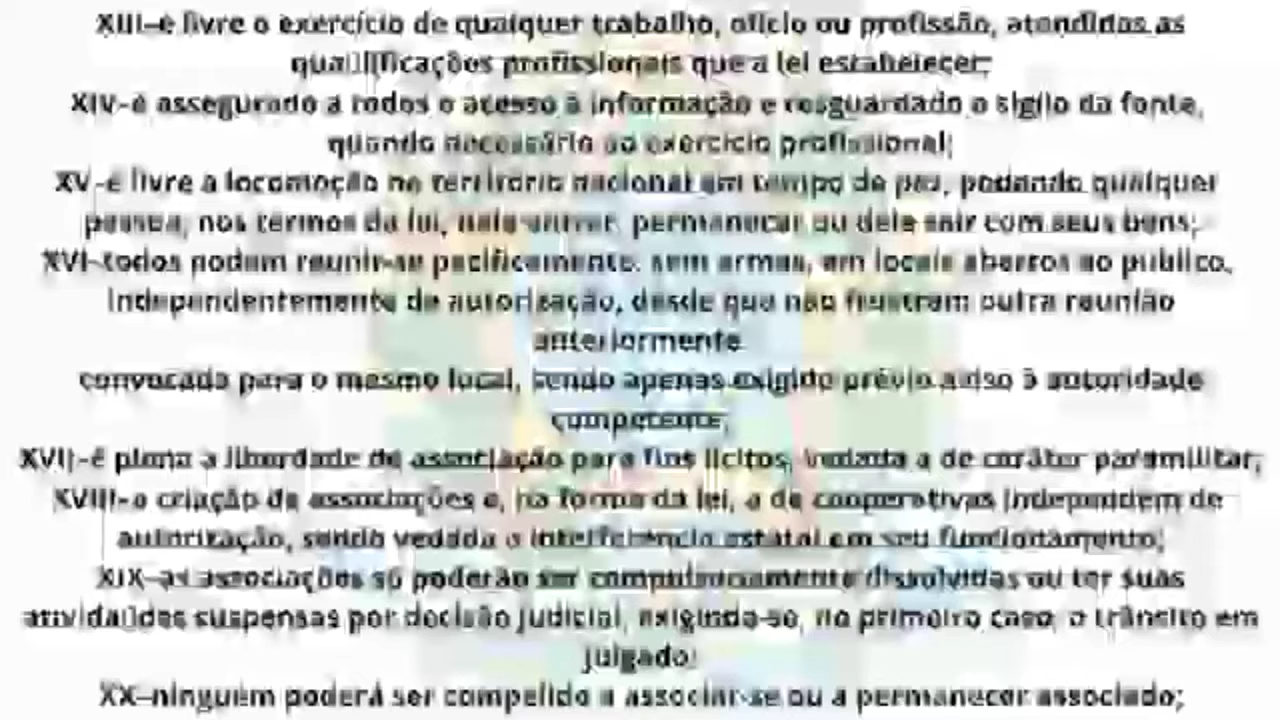 XIII-é livre o exercício de qualquer trabalho, ofício ou profissão, atendidas as
qualificações profissionais que a lei estabelecer;
XIV-é assegurado a todos o acesso à informação e resguardado o sigilo da fonte,
quando necessário ao exercício profissional;
XV-é livre a locomoção no território nacional em tempo de paz, podendo qualquer
pessoa, nos termos da lei, nele entrar, permanecer ou dele sair com seus bens;
XVI-todos podem reunir-se pacificamente, sem armas, em locais abertos ao público,
independentemente de autorização, desde que não frustrem outra reunião
anteriormente
convocada para o mesmo local, sendo apenas exigido prévio aviso à autoridade
competente;
XVII-é plena a liberdade de associação para fins lícitos, vedada a de caráter paramilitar;
XVIII-a criação de associações e, na forma da lei, a de cooperativas independem de
autorização, sendo vedada a interferência estatal em seu funcionamento;
XIX-as associações só poderão ser compulsoriamente dissolvidas ou ter suas
atividades suspensas por decisão judicial, exigindo-se, no primeiro caso, o trânsito em
julgado;
XX-ninguém poderá ser compelido a associar-se ou a permanecer associado;